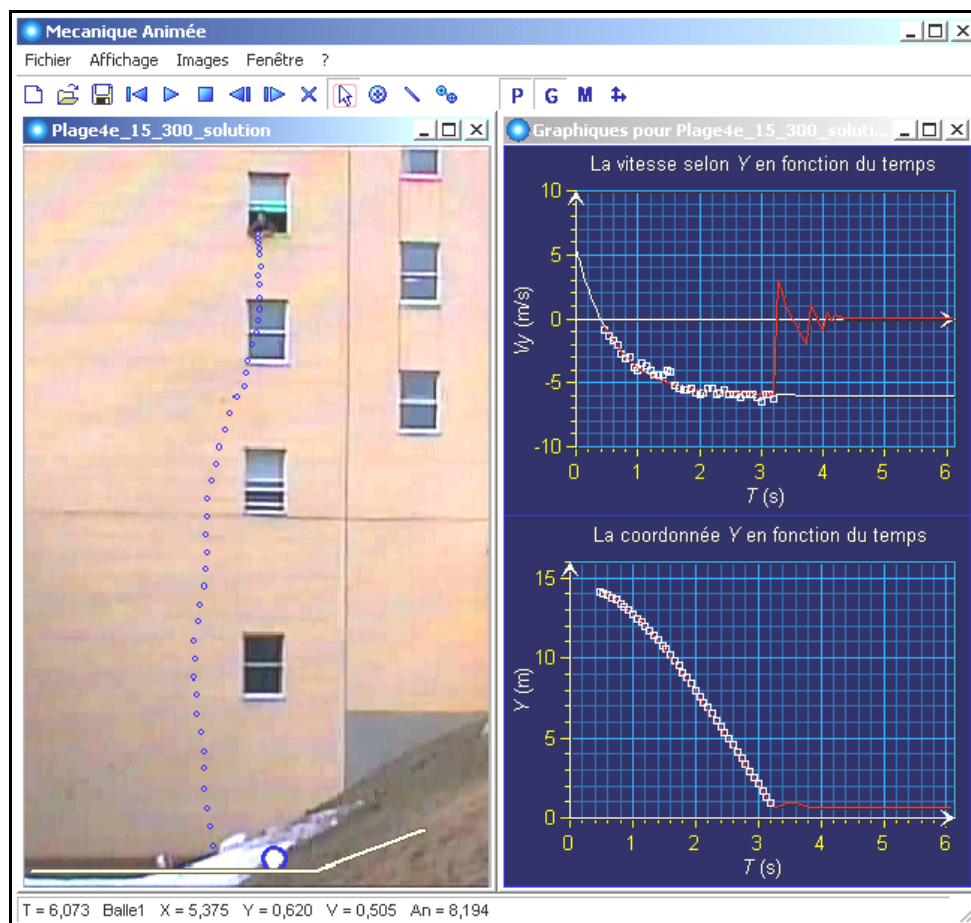 Mecanique Animée
Fichier Affichage Images Fenêtre ?
P G M
Plage4e_15_300_solution
Graphiques pour Plage4e_15_300_soluti...
La vitesse selon Y en fonction du temps
10
5
0
-5
-10
Vy (m/s)
0 1 2 3 4 5 6
T (s)
La coordonnée Y en fonction du temps
15
10
5
0
Y (m)
0 1 2 3 4 5 6
T (s)
T = 6,073 Balle1 X = 5,375 Y = 0,620 V = 0,505 An = 8,194